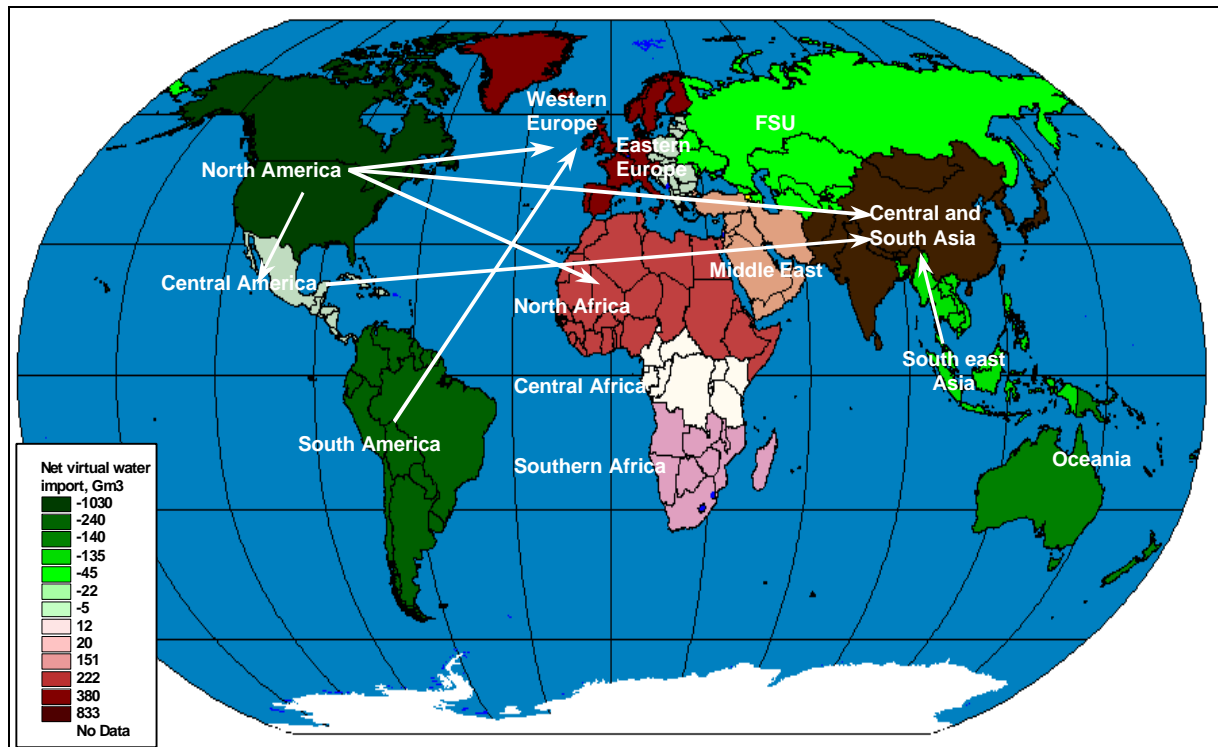 Western
Europe
FSU
Eastern
Europe
North America
Central and
South Asia
Middle East
Central America
North Africa
South east
Asia
Central Africa
South America
Oceania
Southern Africa
Net virtual water
import, Gm3
-1030
-240
-140
-135
-45
-22
-5
12
20
151
222
380
833
No Data